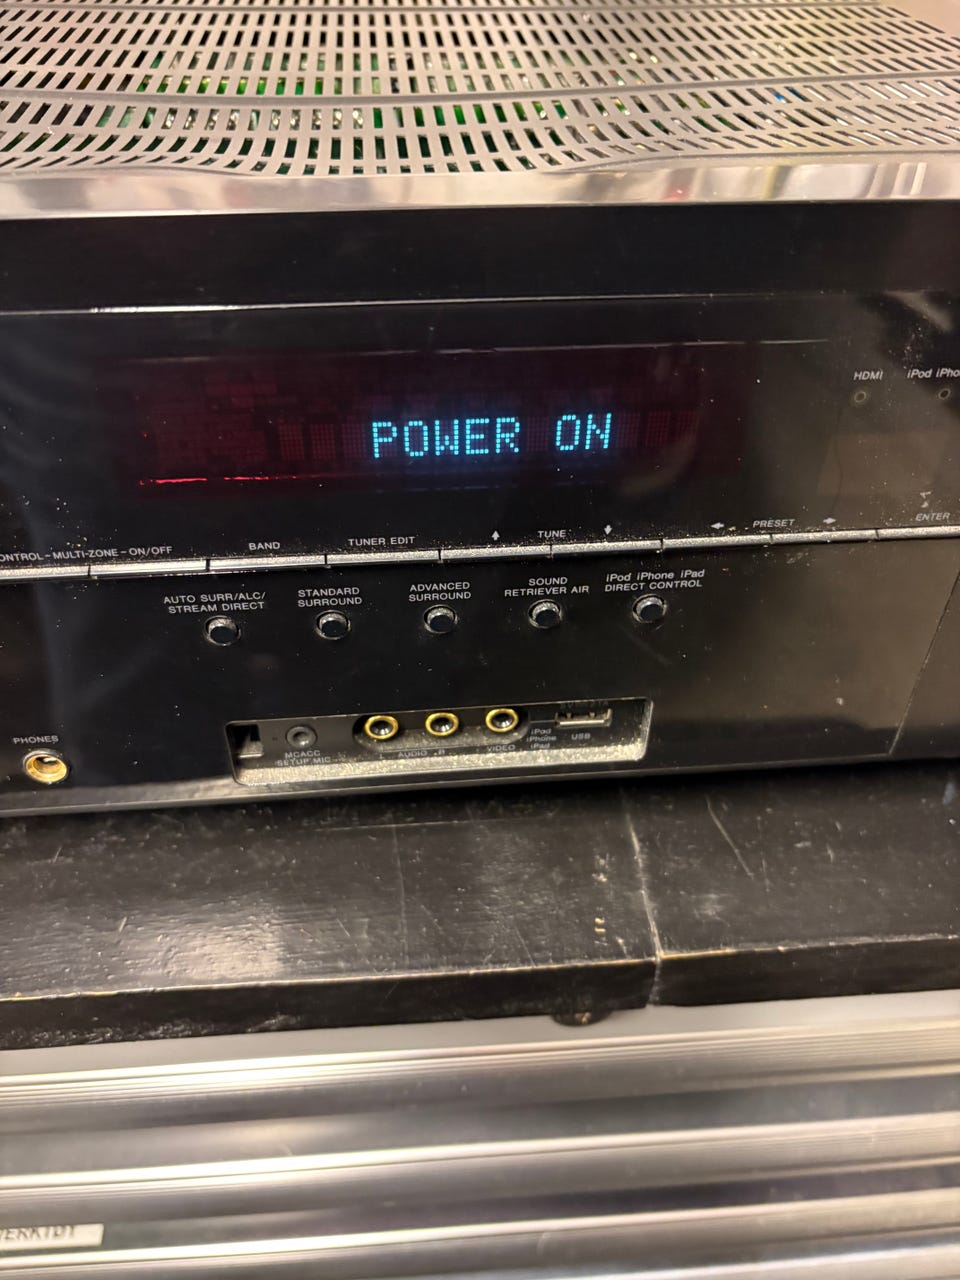 POWER ON
HDMI
iPod iPho
ONTROL - MULTI-ZONE - ON/OFF
BAND
TUNER EDIT
TUNE
PRESET
ENTER
AUTO SURR/ALC/
STREAM DIRECT
STANDARD
SURROUND
ADVANCED
SURROUND
SOUND
RETRIEVER AIR
iPod iPhone iPad
DIRECT CONTROL
PHONES
MCACC
SETUP MIC
L AUDIO R
VIDEO
iPod
iPhone
iPad
USB